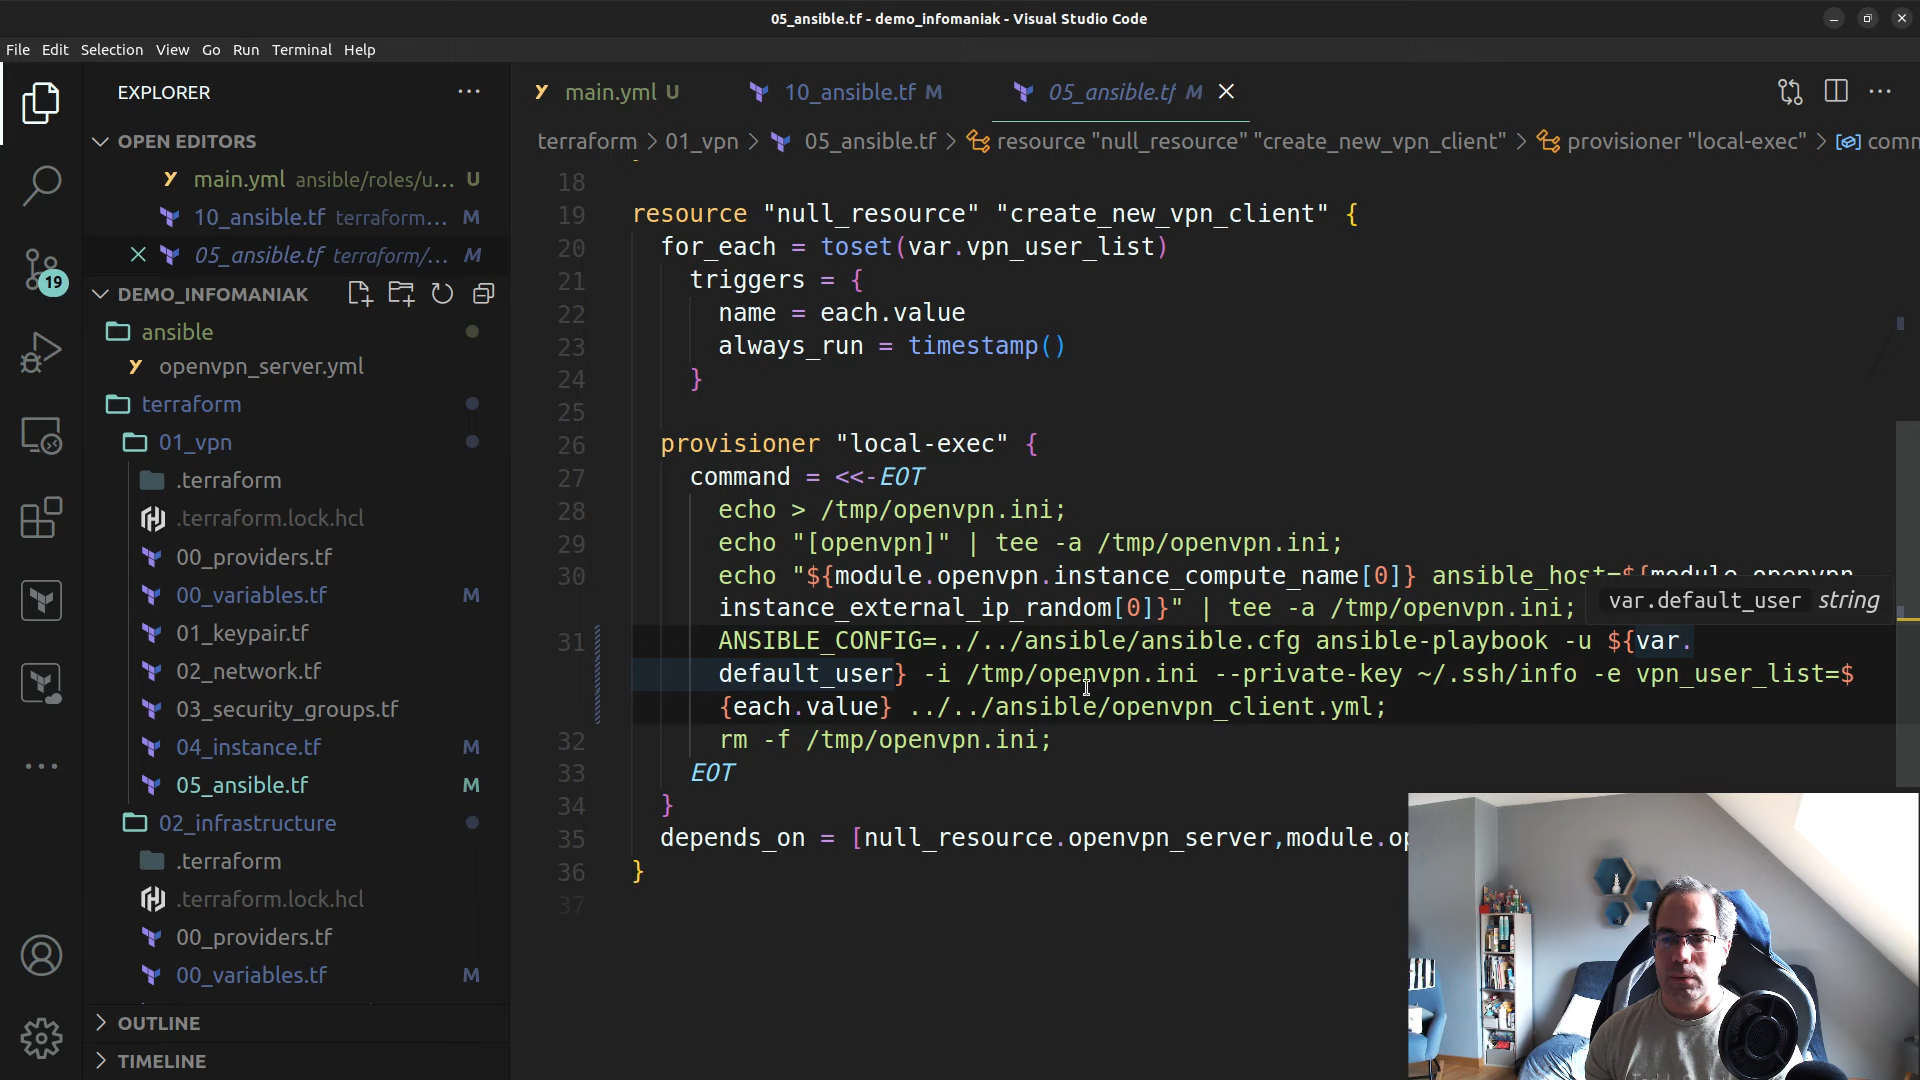 05_ansible.tf - demo_infomaniak - Visual Studio Code
File Edit Selection View Go Run Terminal Help
EXPLORER
OPEN EDITORS
main.yml ansible/roles/u... U
10_ansible.tf terraform... M
05_ansible.tf terraform/... M
19
DEMO_INFOMANIAK
ansible
openvpn_server.yml
terraform
01_vpn
.terraform
.terraform.lock.hcl
00_providers.tf
00_variables.tf M
01_keypair.tf
02_network.tf
03_security_groups.tf
04_instance.tf M
05_ansible.tf M
02_infrastructure
.terraform
.terraform.lock.hcl
00_providers.tf
00_variables.tf M
OUTLINE
TIMELINE
main.yml U 10_ansible.tf M 05_ansible.tf M
terraform > 01_vpn > 05_ansible.tf > resource "null_resource" "create_new_vpn_client" > provisioner "local-exec" > comm
18
19 resource "null_resource" "create_new_vpn_client" {
20 for_each = toset(var.vpn_user_list)
21 triggers = {
22 name = each.value
23 always_run = timestamp()
24 }
25
26 provisioner "local-exec" {
27 command = <<-EOT
28 echo > /tmp/openvpn.ini;
29 echo "[openvpn]" | tee -a /tmp/openvpn.ini;
30 echo "${module.openvpn.instance_compute_name[0]} ansible_host=${module.openvpn.
instance_external_ip_random[0]}" | tee -a /tmp/openvpn.ini;
var.default_user string
31 ANSIBLE_CONFIG=../../ansible/ansible.cfg ansible-playbook -u ${var.
default_user} -i /tmp/openvpn.ini --private-key ~/.ssh/info -e vpn_user_list=$
{each.value} ../../ansible/openvpn_client.yml;
32 rm -f /tmp/openvpn.ini;
33 EOT
34 }
35 depends_on = [null_resource.openvpn_server,module.op
36 }
37